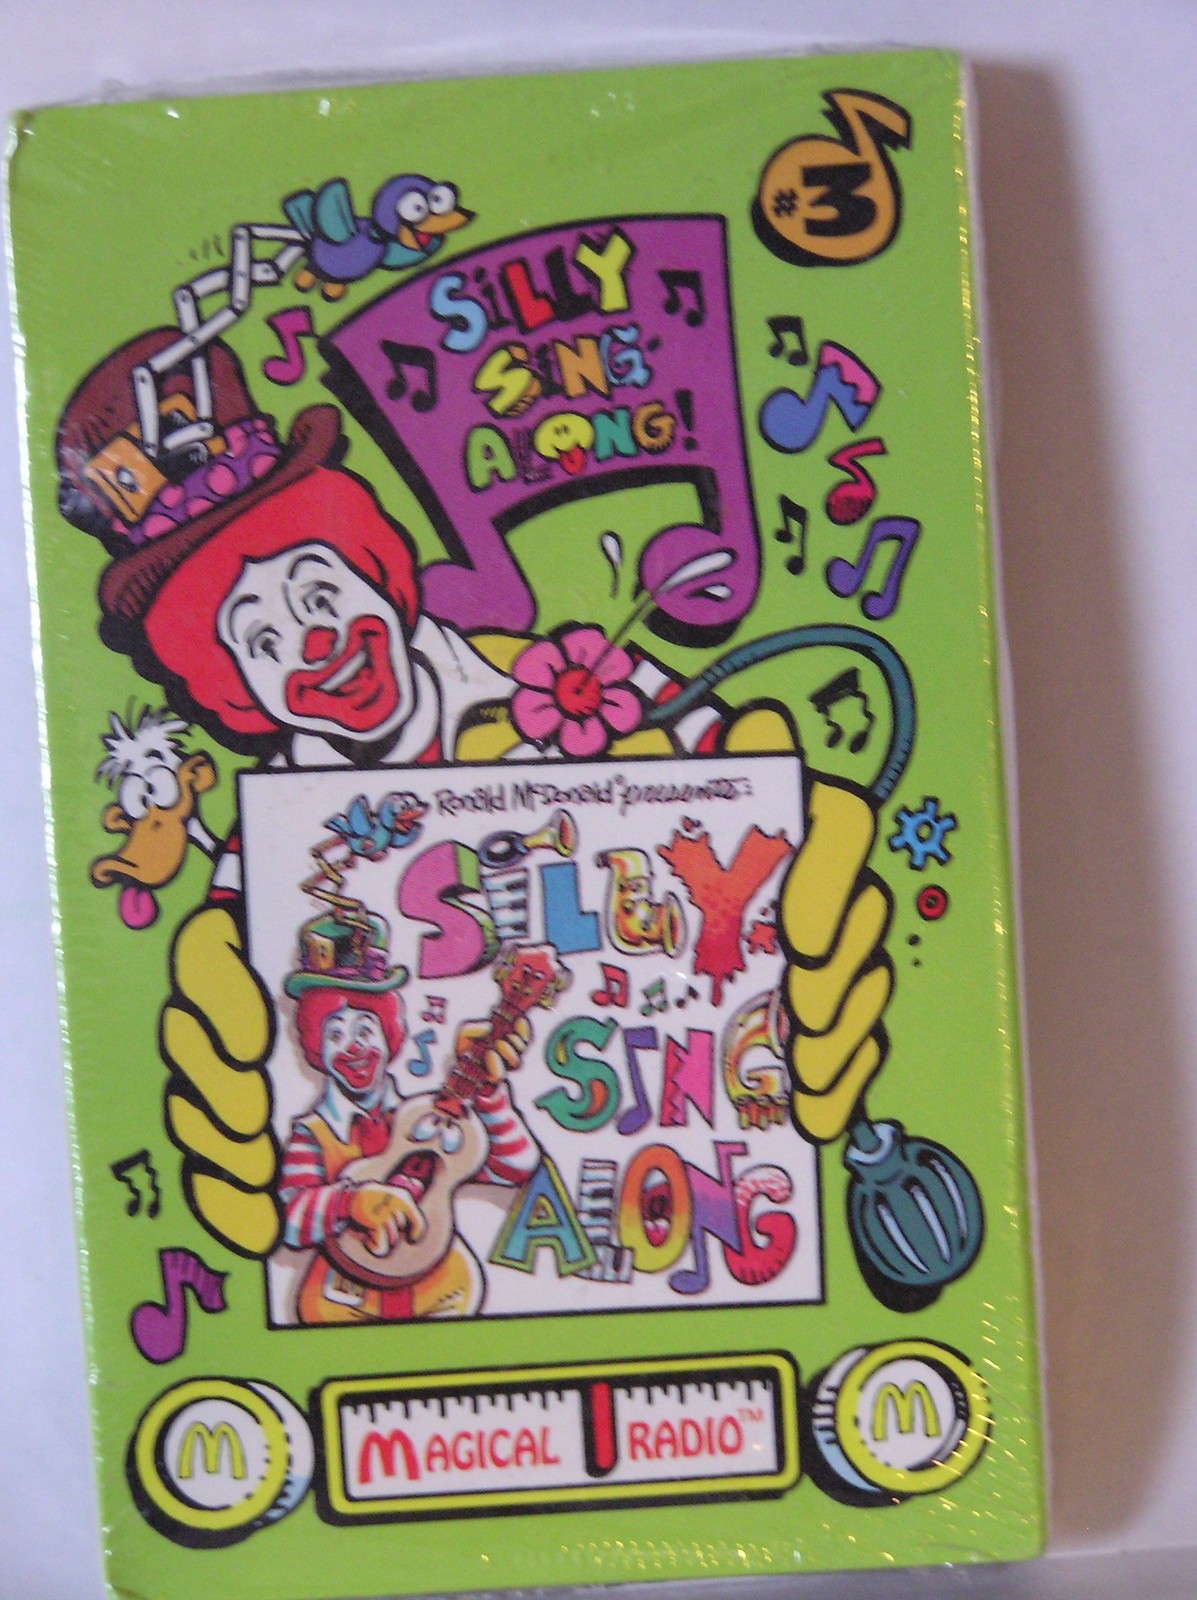 #3
SiLLY
SiNG
ALONG!
Ronald McDonald® presents:
SiLLY
SING
ALONG
M
MAGICAL RADIO™
M